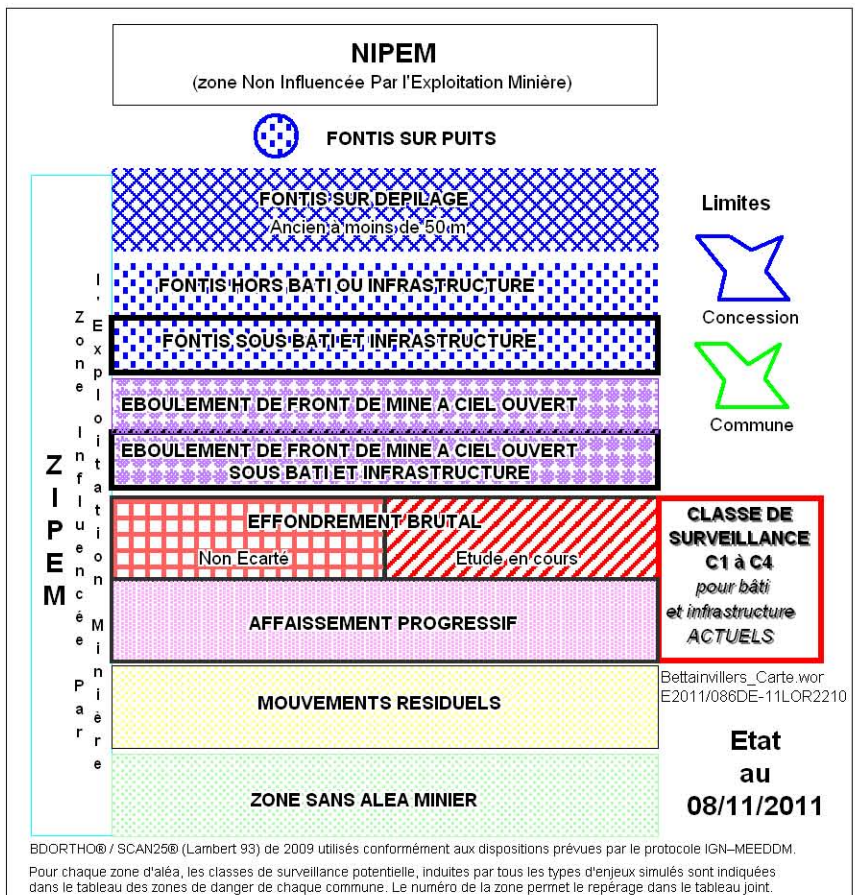 NIPEM
(zone Non Influencée Par l'Exploitation Minière)
FONTIS SUR PUITS
FONTIS SUR DEPILAGE
Ancien à moins de 50 m
FONTIS HORS BATI OU INFRASTRUCTURE
FONTIS SOUS BATI ET INFRASTRUCTURE
EBOULEMENT DE FRONT DE MINE A CIEL OUVERT
EBOULEMENT DE FRONT DE MINE A CIEL OUVERT
SOUS BATI ET INFRASTRUCTURE
EFFONDREMENT BRUTAL
Non Ecarté
Etude en cours
AFFAISSEMENT PROGRESSIF
MOUVEMENTS RESIDUELS
ZONE SANS ALEA MINIER
ZIPEM
Zone Influencée Par
l'Exploitation Minière
Limites
Concession
Commune
CLASSE DE
SURVEILLANCE
C1 à C4
pour bâti
et infrastructure
ACTUELS
Bettainvillers_Carte.wor
E2011/086DE-11LOR2210
Etat
au
08/11/2011
BDORTHO® / SCAN25® (Lambert 93) de 2009 utilisés conformément aux dispositions prévues par le protocole IGN–MEEDDM.
Pour chaque zone d'aléa, les classes de surveillance potentielle, induites par tous les types d'enjeux simulés sont indiquées
dans le tableau des zones de danger de chaque commune. Le numéro de la zone permet le repérage dans le tableau joint.